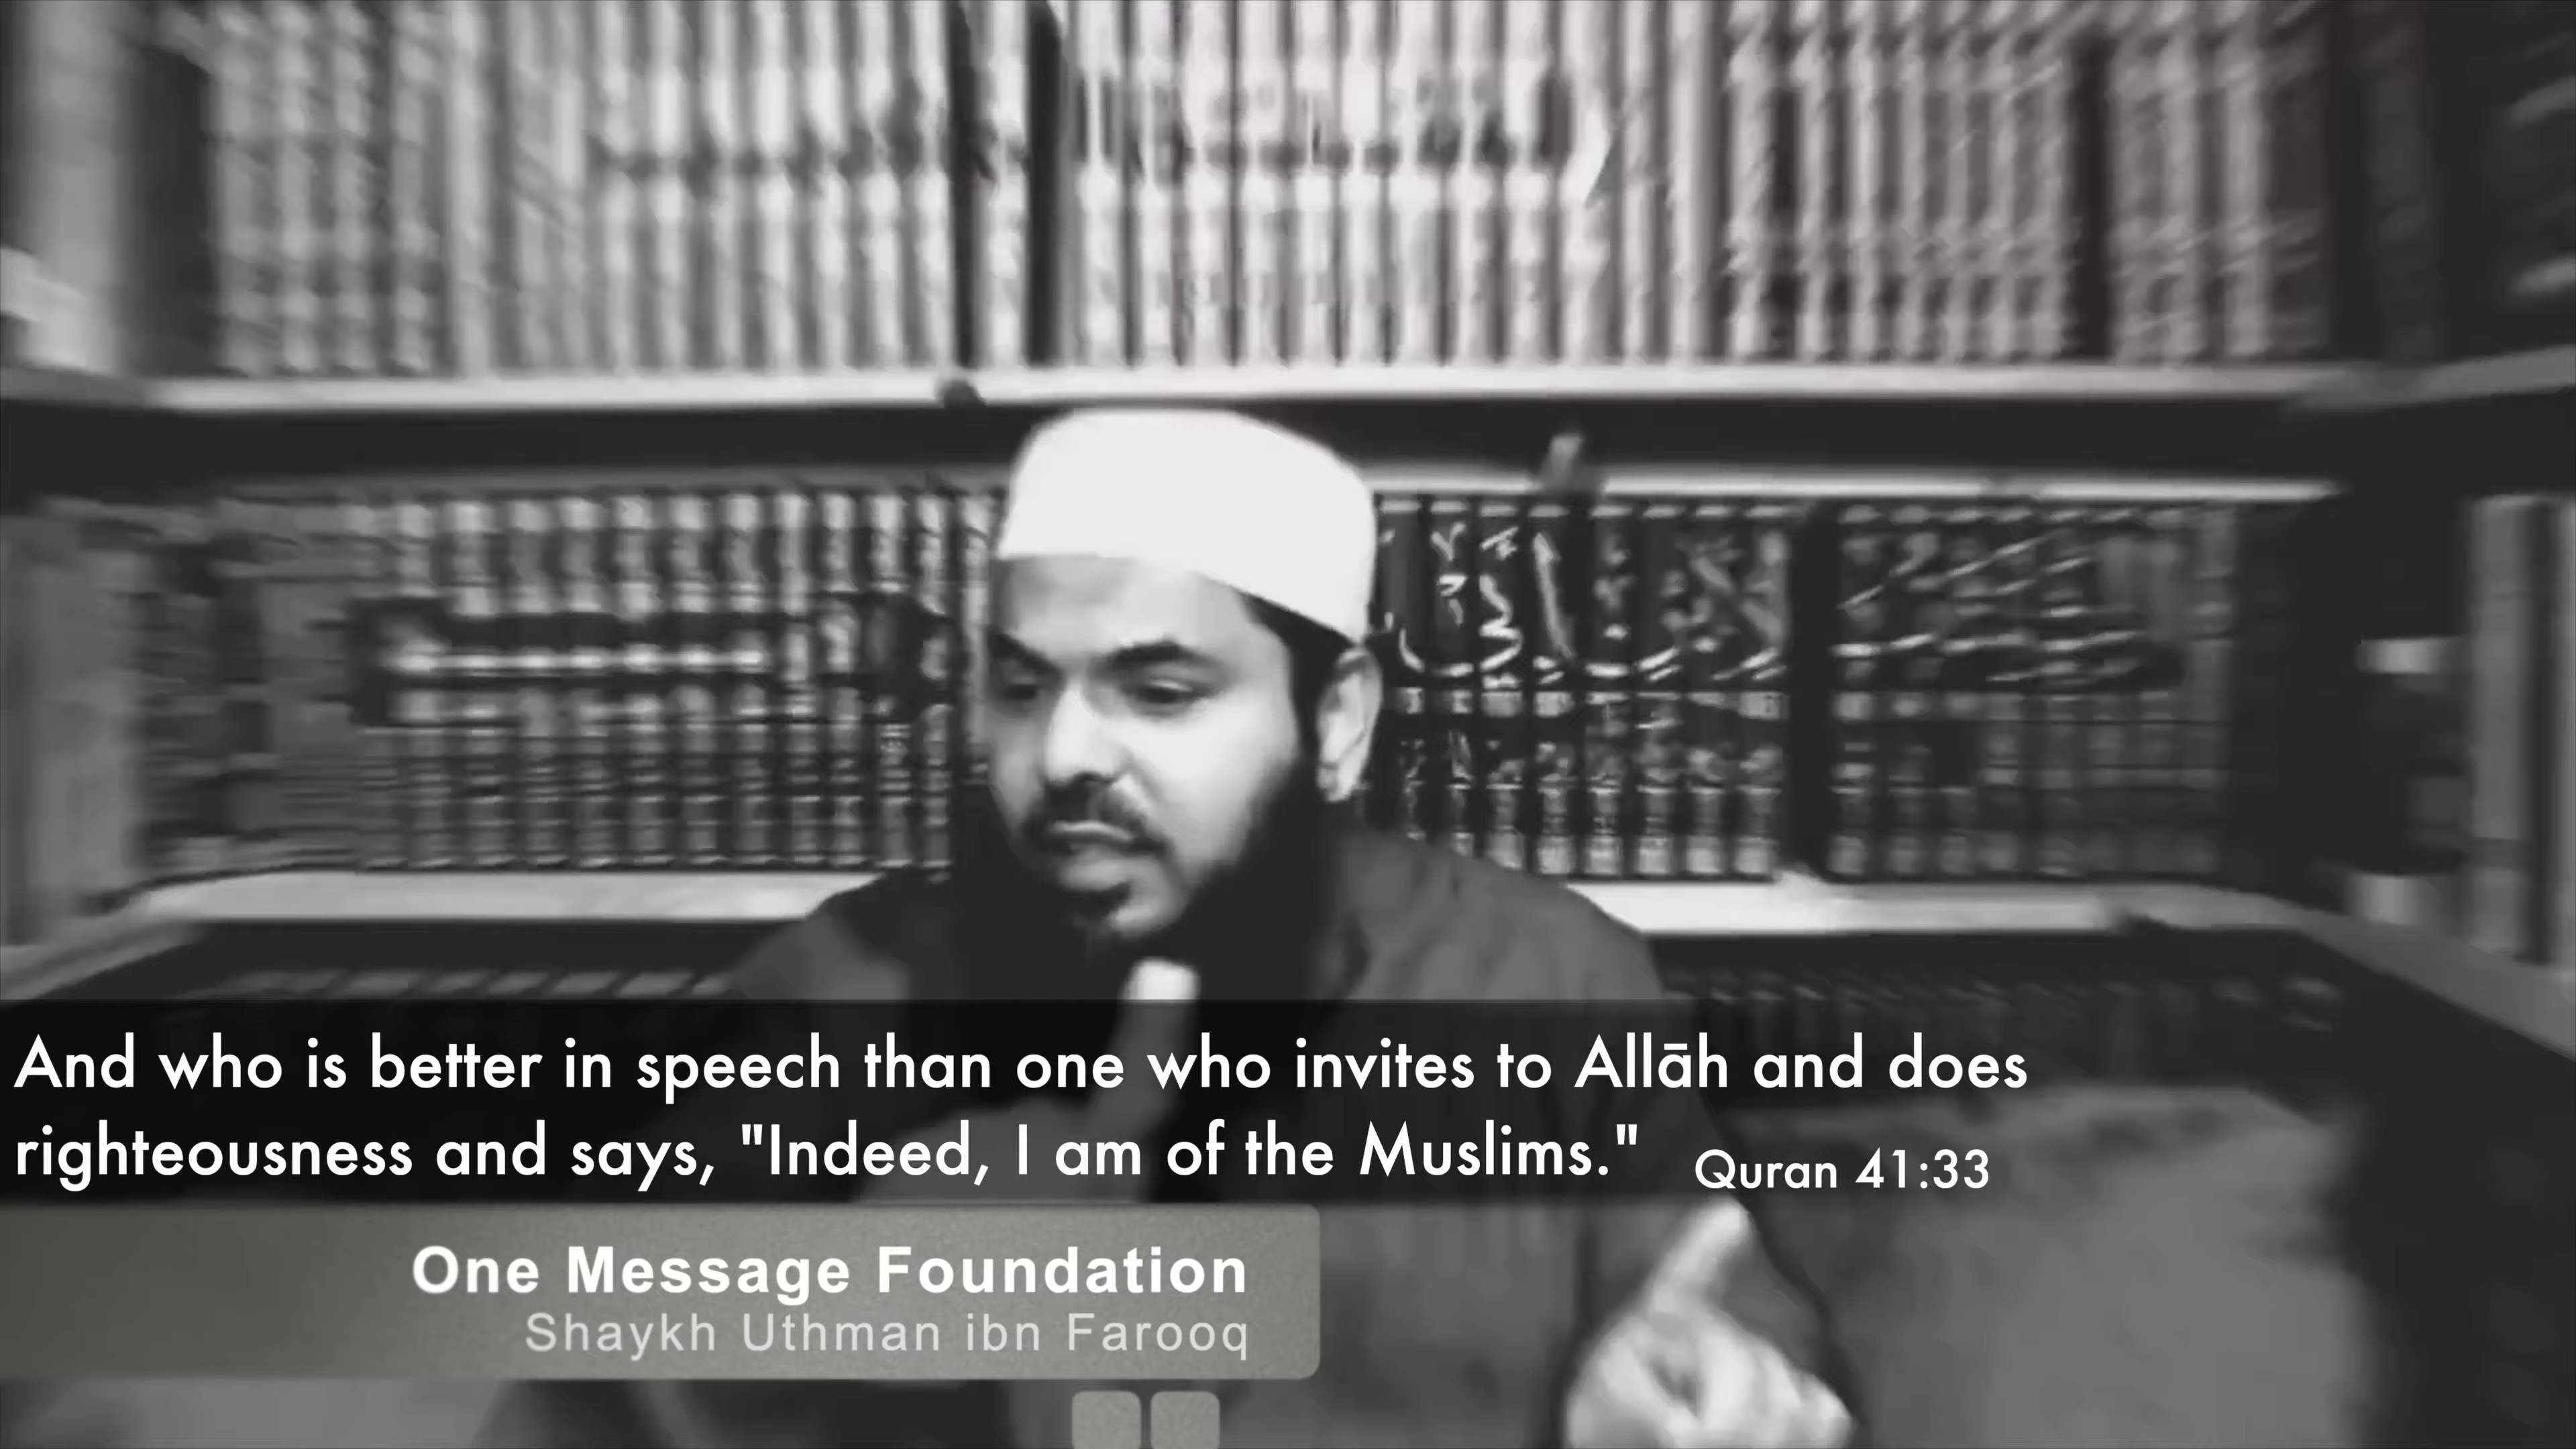 And who is better in speech than one who invites to Allāh and does
righteousness and says, "Indeed, I am of the Muslims." Quran 41:33
One Message Foundation
Shaykh Uthman ibn Farooq